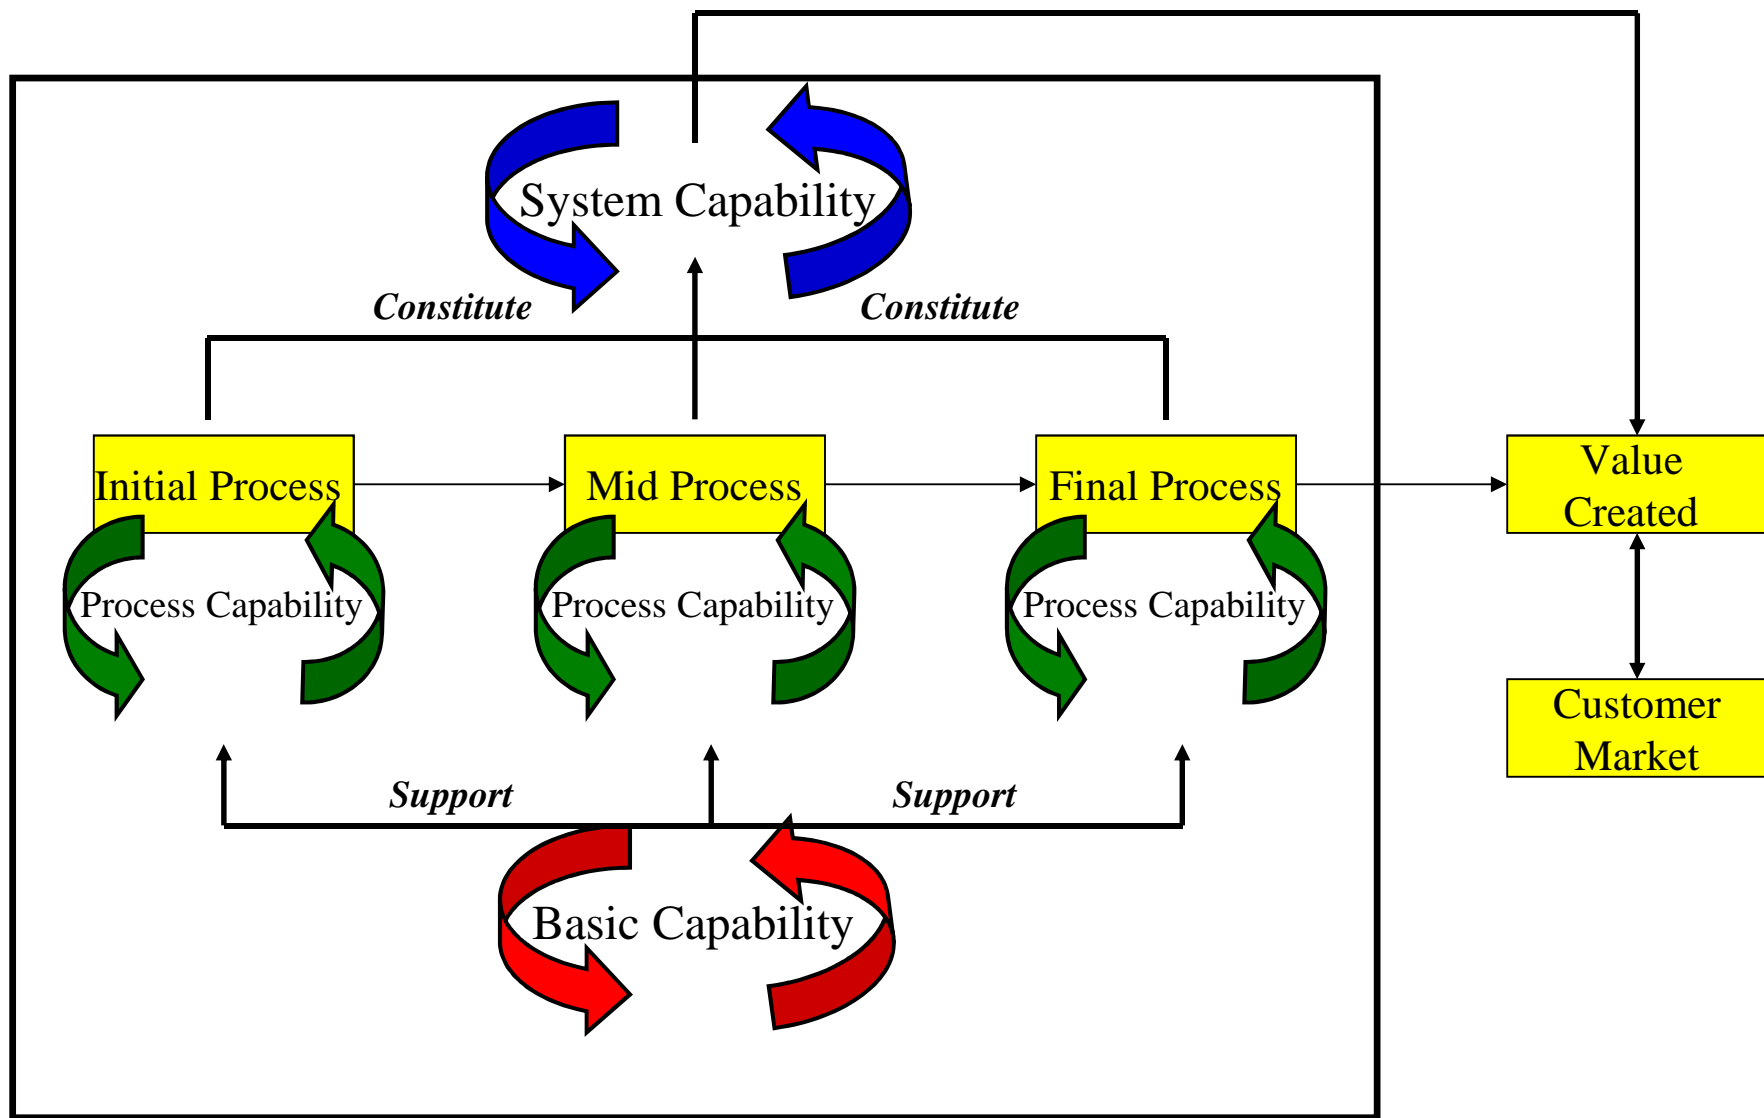 System Capability
Constitute
Constitute
Initial Process
Mid Process
Final Process
Value
Created
Process Capability
Process Capability
Process Capability
Customer
Market
Support
Support
Basic Capability